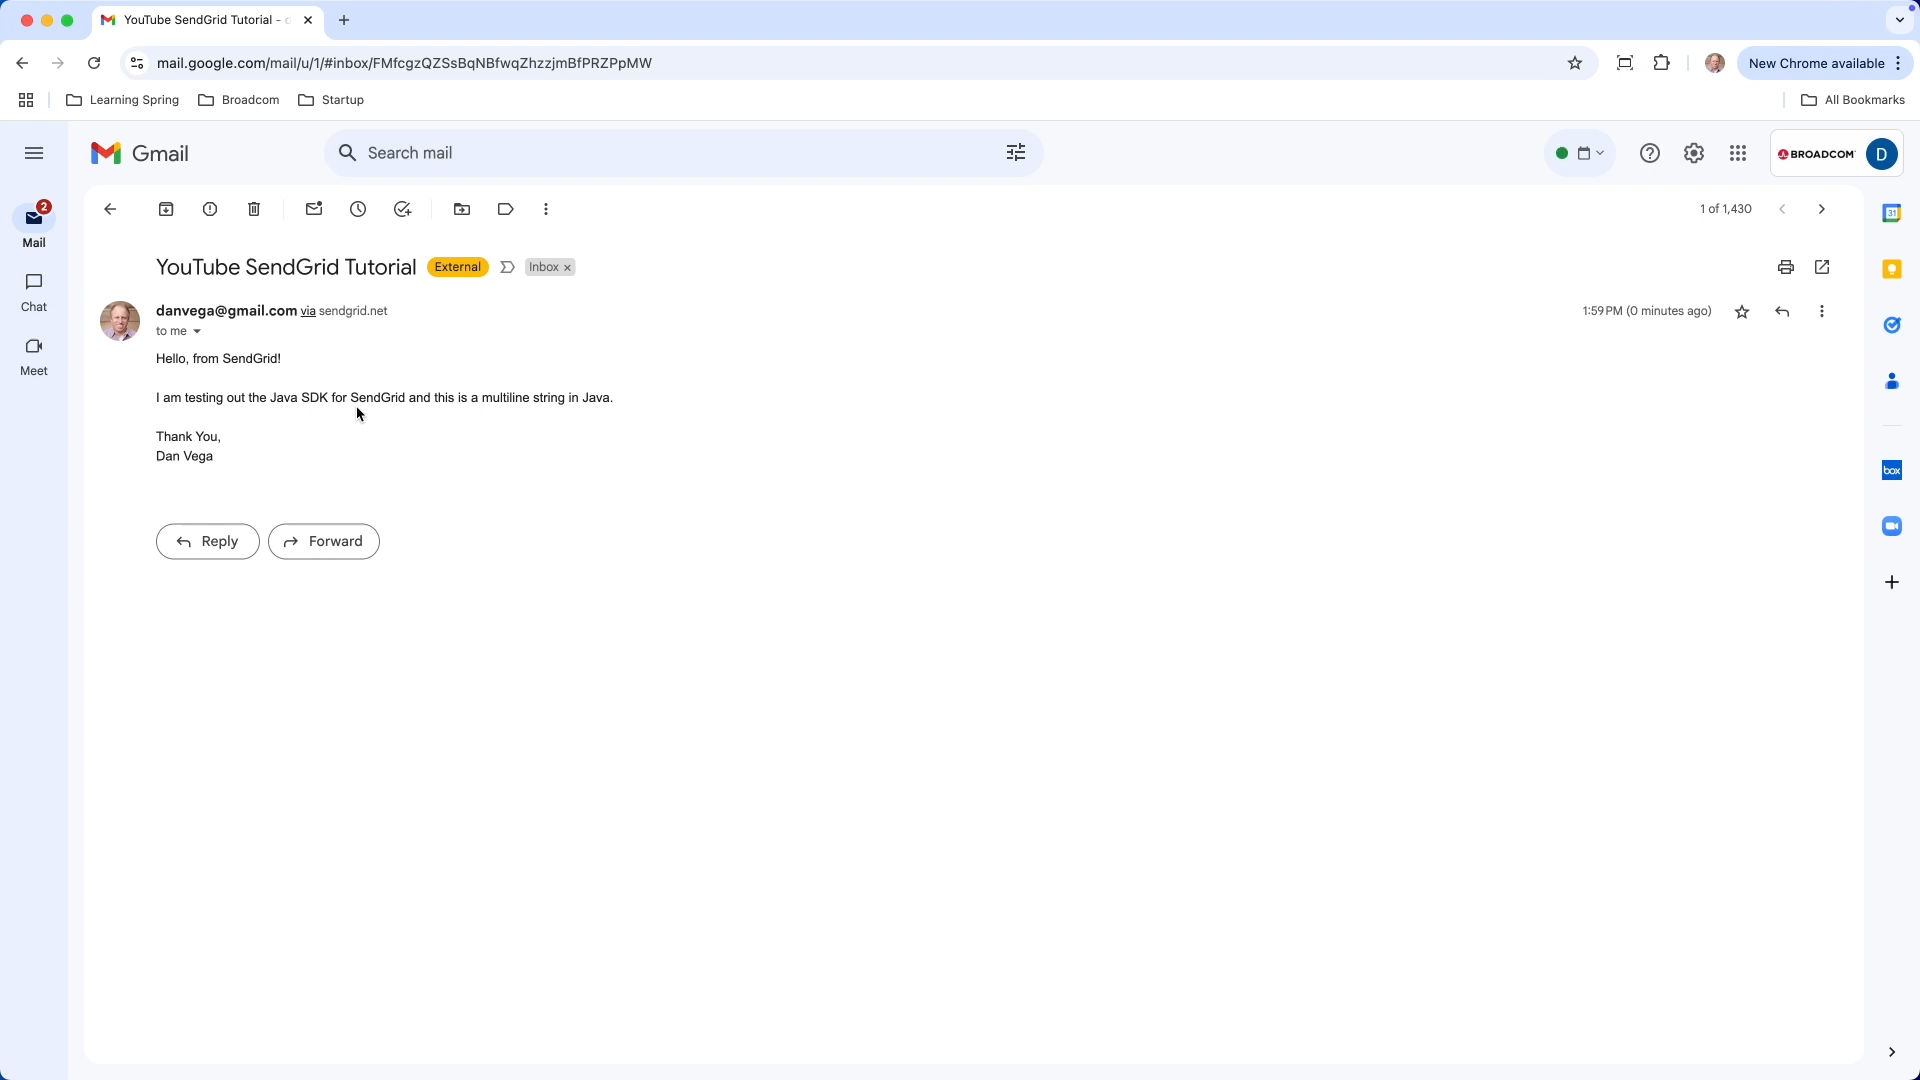 YouTube SendGrid Tutorial - d
mail.google.com/mail/u/1/#inbox/FMfcgzQZSsBqNBfwqZhzzjmBfPRZPpMW
New Chrome available
Learning Spring
Broadcom
Startup
All Bookmarks
Gmail
Search mail
BROADCOM
D
2
Mail
Chat
Meet
1 of 1,430
31
YouTube SendGrid Tutorial
External
Inbox ×
danvega@gmail.com via sendgrid.net
1:59 PM (0 minutes ago)
to me
Hello, from SendGrid!
I am testing out the Java SDK for SendGrid and this is a multiline string in Java.
Thank You,
Dan Vega
box
Reply
Forward